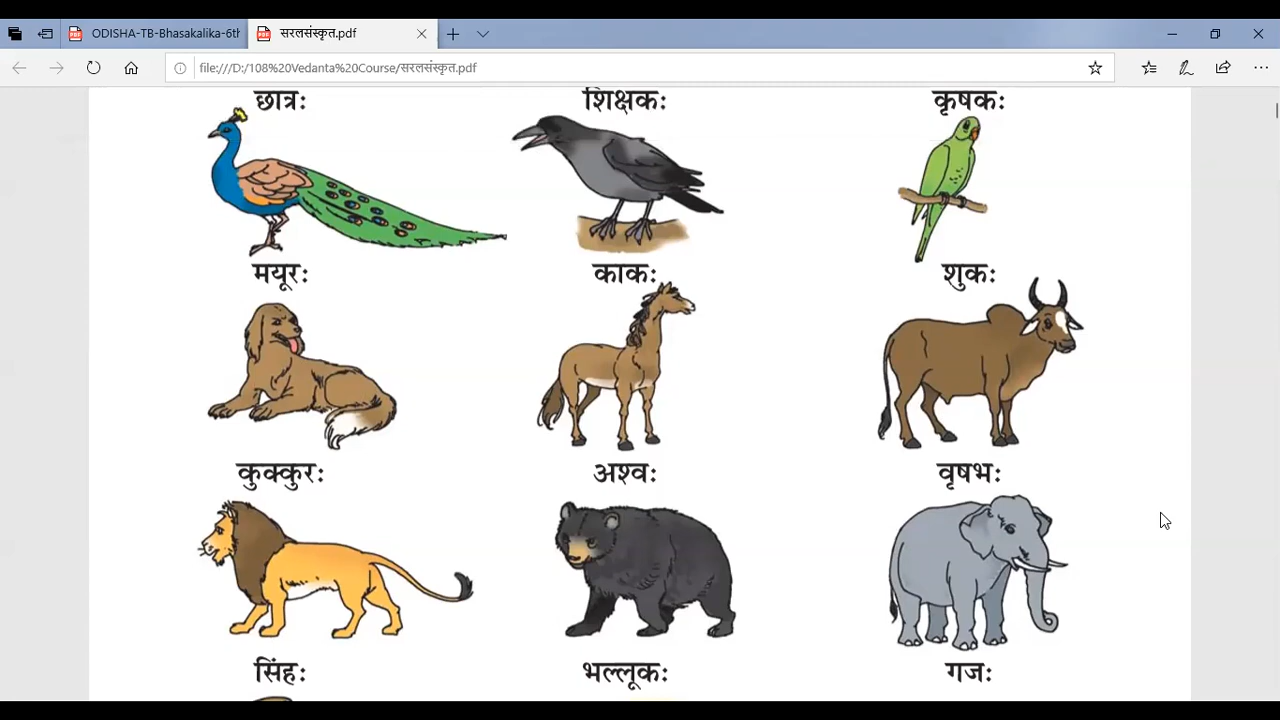 ODISHA-TB-Bhasakalika-6th
सरलसंस्कृत.pdf
file:///D:/108%20Vedanta%20Course/सरलसंस्कृत.pdf
छात्रः शिक्षकः कृषकः
मयूरः काकः शुकः
कुक्कुरः अश्वः वृषभः
सिंहः भल्लूकः गजः